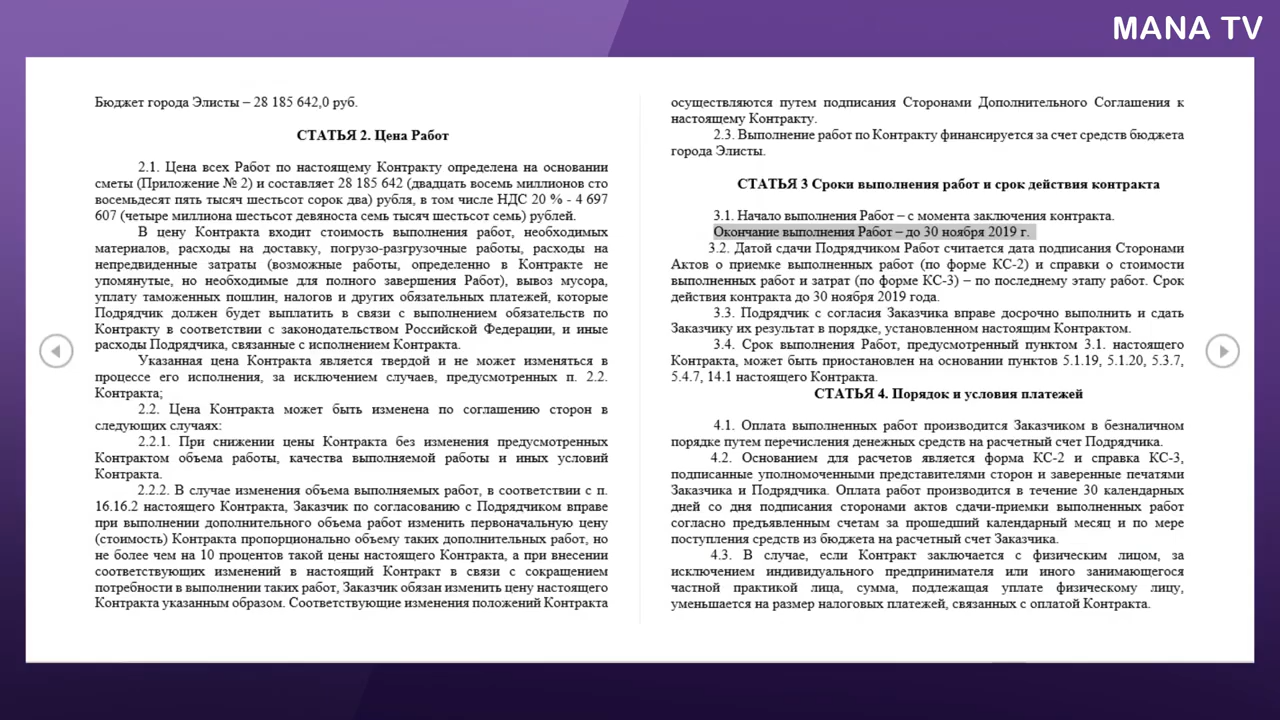 MANA TV
Бюджет города Элисты – 28 185 642,0 руб.
СТАТЬЯ 2. Цена Работ
2.1. Цена всех Работ по настоящему Контракту определена на основании
сметы (Приложение № 2) и составляет 28 185 642 (двадцать восемь миллионов сто
восемьдесят пять тысяч шестьсот сорок два) рубля, в том числе НДС 20 % - 4 697
607 (четыре миллиона шестьсот девяноста семь тысяч шестьсот семь) рублей.
В цену Контракта входит стоимость выполнения работ, необходимых
материалов, расходы на доставку, погрузо-разгрузочные работы, расходы на
непредвиденные затраты (возможные работы, определенно в Контракте не
упомянутые, но необходимые для полного завершения Работ), вывоз мусора,
уплату таможенных пошлин, налогов и других обязательных платежей, которые
Подрядчик должен будет выплатить в связи с выполнением обязательств по
Контракту в соответствии с законодательством Российской Федерации, и иные
расходы Подрядчика, связанные с исполнением Контракта.
Указанная цена Контракта является твердой и не может изменяться в
процессе его исполнения, за исключением случаев, предусмотренных п. 2.2.
Контракта;
2.2. Цена Контракта может быть изменена по соглашению сторон в
следующих случаях:
2.2.1. При снижении цены Контракта без изменения предусмотренных
Контрактом объема работы, качества выполняемой работы и иных условий
Контракта.
2.2.2. В случае изменения объема выполняемых работ, в соответствии с п.
16.16.2 настоящего Контракта, Заказчик по согласованию с Подрядчиком вправе
при выполнении дополнительного объема работ изменить первоначальную цену
(стоимость) Контракта пропорционально объему таких дополнительных работ, но
не более чем на 10 процентов такой цены настоящего Контракта, а при внесении
соответствующих изменений в настоящий Контракт в связи с сокращением
потребности в выполнении таких работ, Заказчик обязан изменить цену настоящего
Контракта указанным образом. Соответствующие изменения положений Контракта
осуществляются путем подписания Сторонами Дополнительного Соглашения к
настоящему Контракту.
2.3. Выполнение работ по Контракту финансируется за счет средств бюджета
города Элисты.
СТАТЬЯ 3 Сроки выполнения работ и срок действия контракта
3.1. Начало выполнения Работ – с момента заключения контракта.
Окончание выполнения Работ – до 30 ноября 2019 г.
3.2. Датой сдачи Подрядчиком Работ считается дата подписания Сторонами
Актов о приемке выполненных работ (по форме КС-2) и справки о стоимости
выполненных работ и затрат (по форме КС-3) – по последнему этапу работ. Срок
действия контракта до 30 ноября 2019 года.
3.3. Подрядчик с согласия Заказчика вправе досрочно выполнить и сдать
Заказчику их результат в порядке, установленном настоящим Контрактом.
3.4. Срок выполнения Работ, предусмотренный пунктом 3.1. настоящего
Контракта, может быть приостановлен на основании пунктов 5.1.19, 5.1.20, 5.3.7,
5.4.7, 14.1 настоящего Контракта.
СТАТЬЯ 4. Порядок и условия платежей
4.1. Оплата выполненных работ производится Заказчиком в безналичном
порядке путем перечисления денежных средств на расчетный счет Подрядчика.
4.2. Основанием для расчетов является форма КС-2 и справка КС-3,
подписанные уполномоченными представителями сторон и заверенные печатями
Заказчика и Подрядчика. Оплата работ производится в течение 30 календарных
дней со дня подписания сторонами актов сдачи-приемки выполненных работ
согласно предъявленным счетам за прошедший календарный месяц и по мере
поступления средств из бюджета на расчетный счет Заказчика.
4.3. В случае, если Контракт заключается с физическим лицом, за
исключением индивидуального предпринимателя или иного занимающегося
частной практикой лица, сумма, подлежащая уплате физическому лицу,
уменьшается на размер налоговых платежей, связанных с оплатой Контракта.